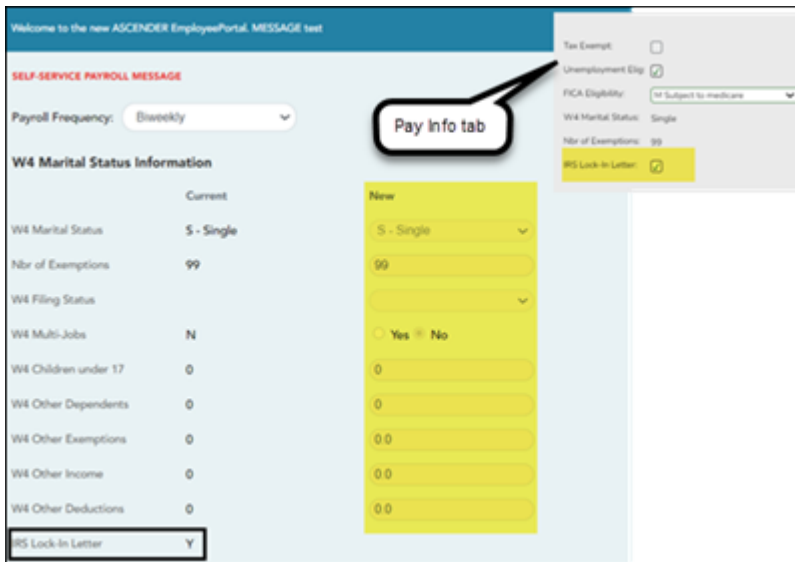 Welcome to the new ASCENDER EmployeePortal. MESSAGE test
SELF-SERVICE PAYROLL MESSAGE
Payroll Frequency: Biweekly
W4 Marital Status Information
Current New
W4 Marital Status S - Single S - Single
Nbr of Exemptions 99 99
W4 Filing Status
W4 Multi-Jobs N Yes No
W4 Children under 17 0 0
W4 Other Dependents 0 0
W4 Other Exemptions 0 0.0
W4 Other Income 0 0.0
W4 Other Deductions 0 0.0
IRS Lock-In Letter Y
Pay Info tab
Tax Exempt:
Unemployment Elig:
FICA Eligibility: M Subject to medicare
W4 Marital Status: Single
Nbr of Exemptions: 99
IRS Lock-In Letter: